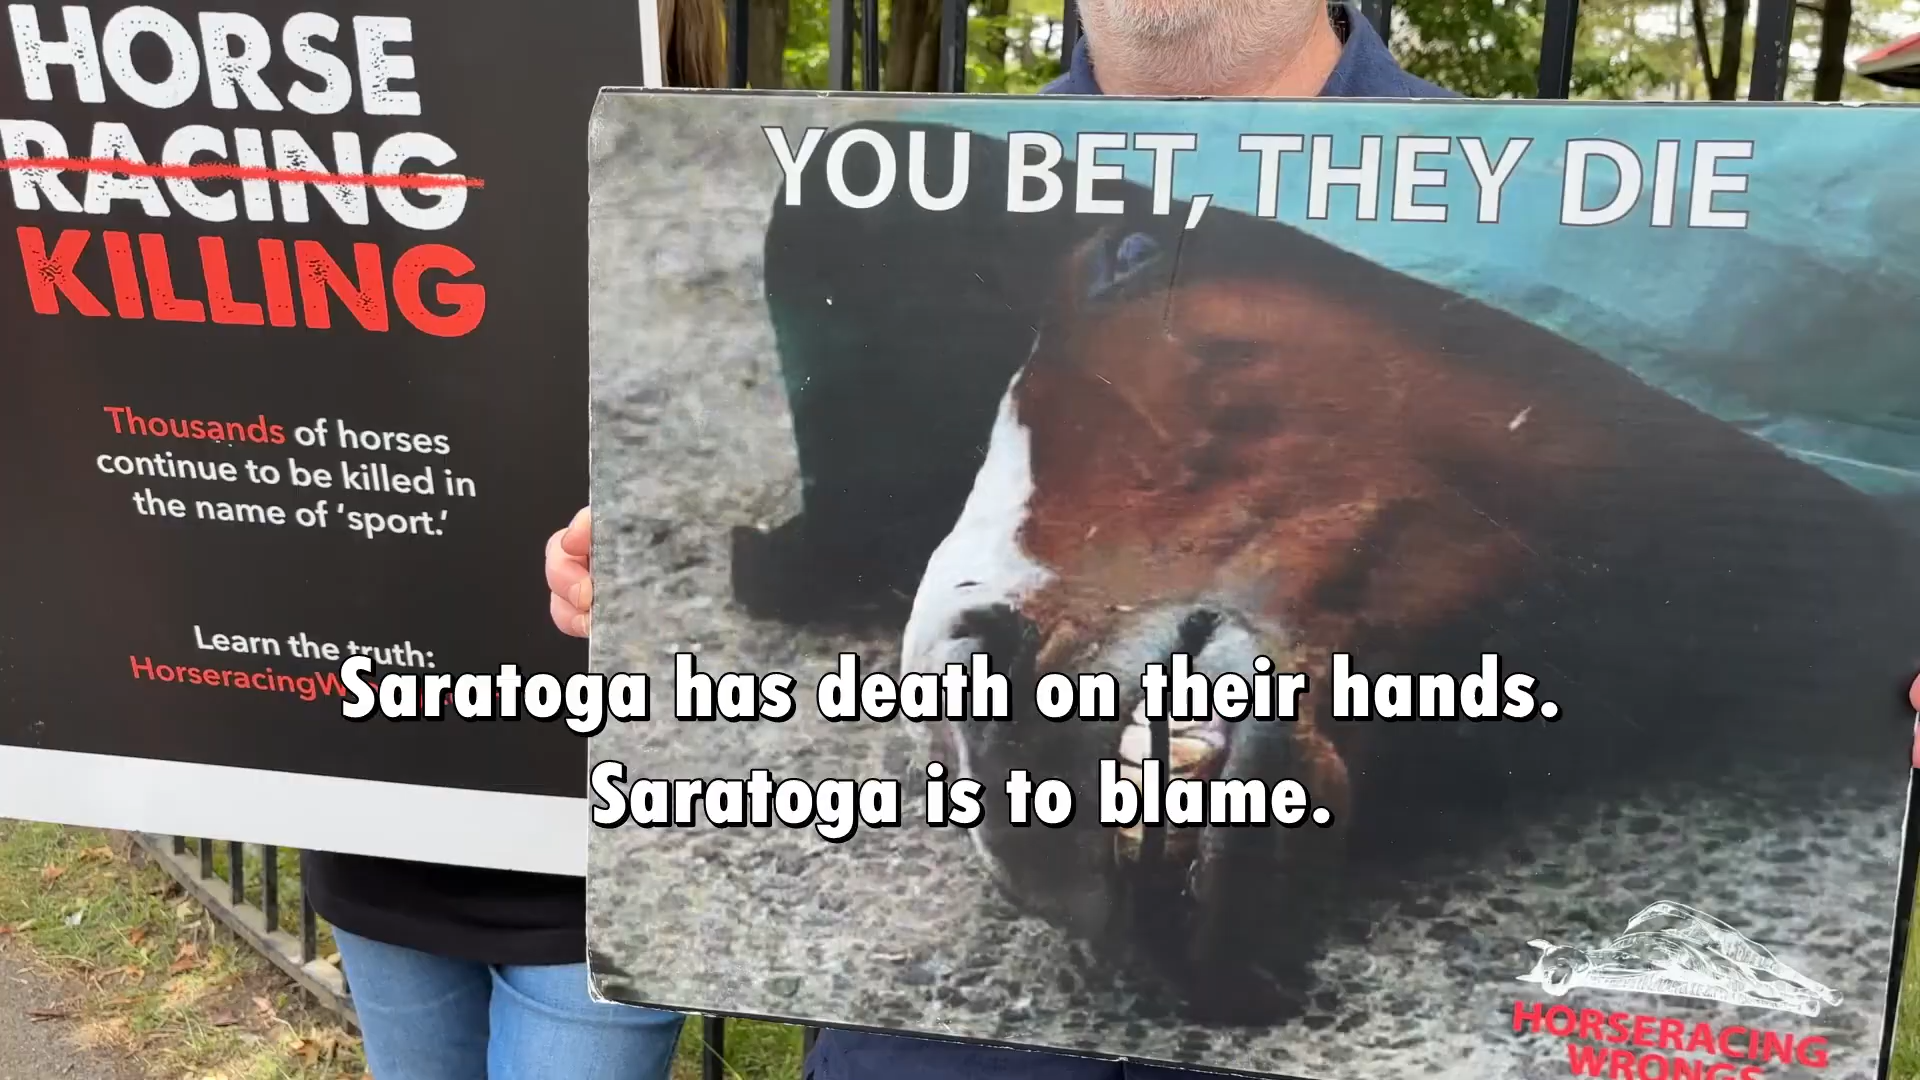 HORSE
RACING
KILLING
Thousands of horses
continue to be killed in
the name of 'sport.'
Learn the truth:
YOU BET, THEY DIE
HORSERACING
WRONGS
Saratoga has death on their hands.
Saratoga is to blame.